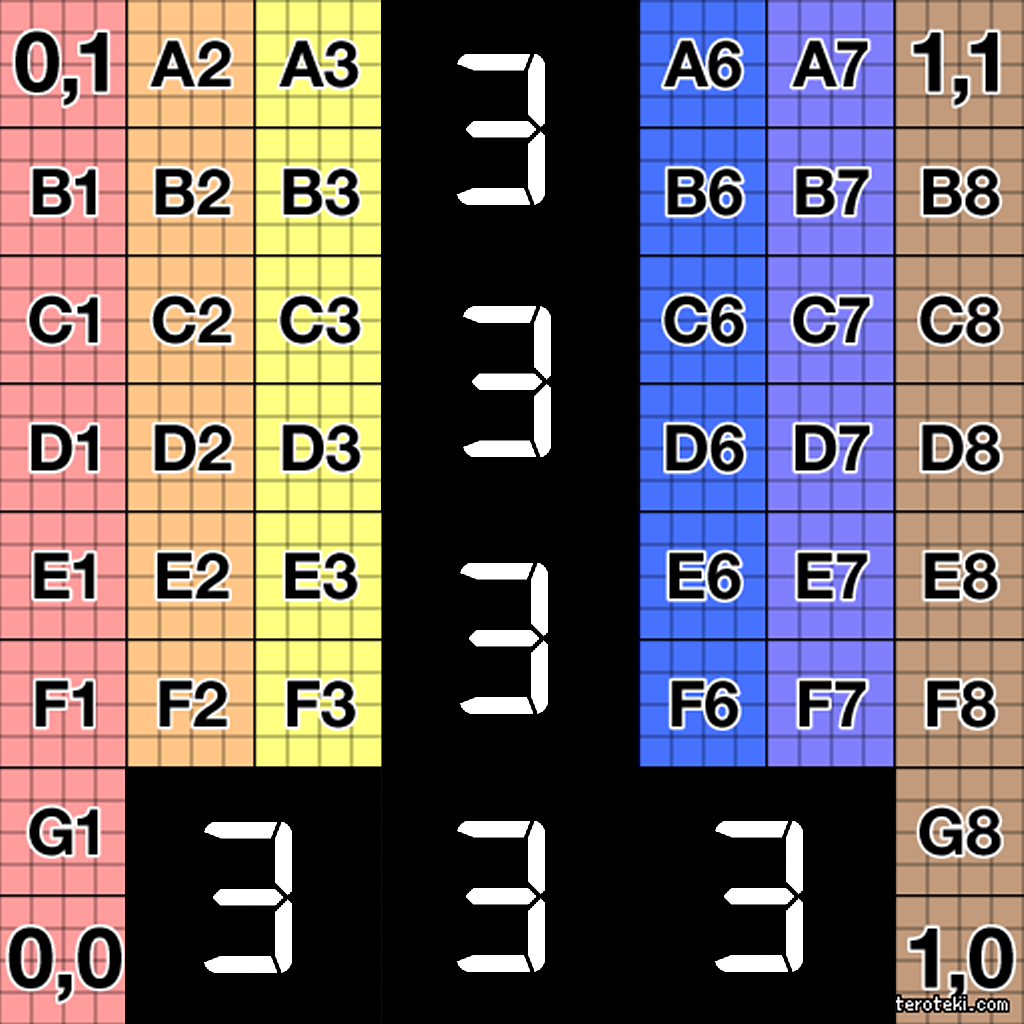 0,1 A2 A3 3 A6 A7 1,1
B1 B2 B3 B6 B7 B8
C1 C2 C3 3 C6 C7 C8
D1 D2 D3 D6 D7 D8
E1 E2 E3 3 E6 E7 E8
F1 F2 F3 F6 F7 F8
G1 3 3 3 G8
0,0 1,0
teroteki.com